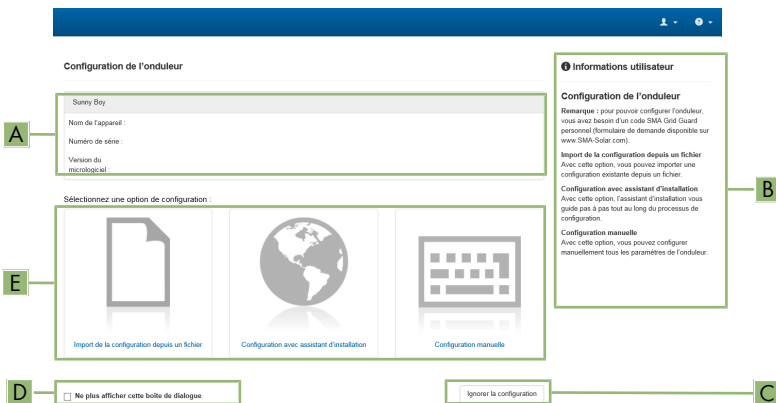 Configuration de l'onduleur
Sunny Boy
Nom de l'appareil :
Numéro de série :
Version du
micrologiciel :
A
Informations utilisateur
Configuration de l'onduleur
Remarque : pour pouvoir configurer l'onduleur,
vous avez besoin d'un code SMA Grid Guard
personnel (formulaire de demande disponible sur
www.SMA-Solar.com).
Import de la configuration depuis un fichier
Avec cette option, vous pouvez importer une
configuration existante depuis un fichier.
Configuration avec assistant d'installation
Avec cette option, l'assistant d'installation vous
guide pas à pas tout au long du processus de
configuration.
Configuration manuelle
Avec cette option, vous pouvez configurer
manuellement tous les paramètres de l'onduleur.
B
Sélectionnez une option de configuration :
E
Import de la configuration depuis un fichier
Configuration avec assistant d'installation
Configuration manuelle
D
Ne plus afficher cette boîte de dialogue
Ignorer la configuration
C